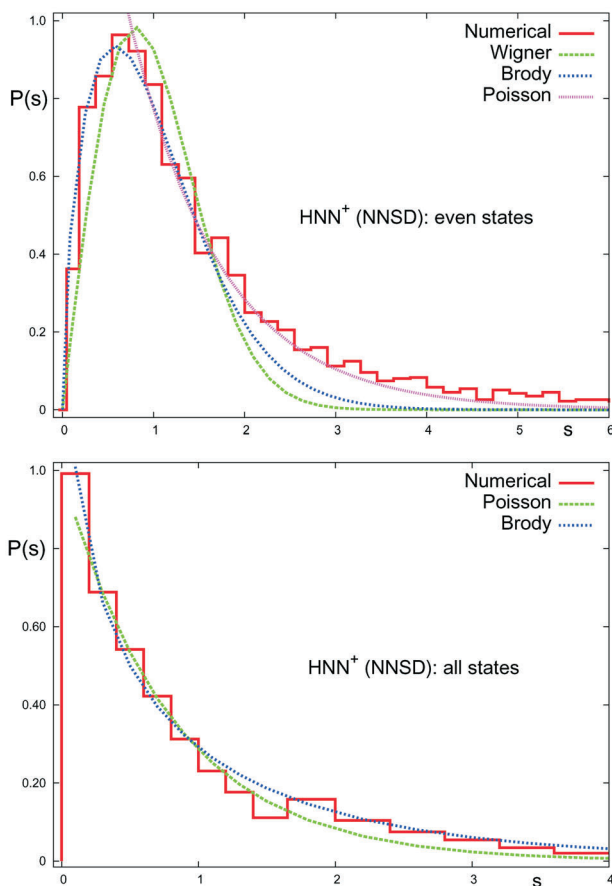 1.0
P(s)
0.8
0.6
0.4
0.2
0
Numerical
Wigner
Brody
Poisson
HNN⁺ (NNSD): even states
0 1 2 3 4 5 s 6
1.0
P(s)
0.80
0.60
0.40
0.20
0
Numerical
Poisson
Brody
HNN⁺ (NNSD): all states
0 1 2 3 s 4